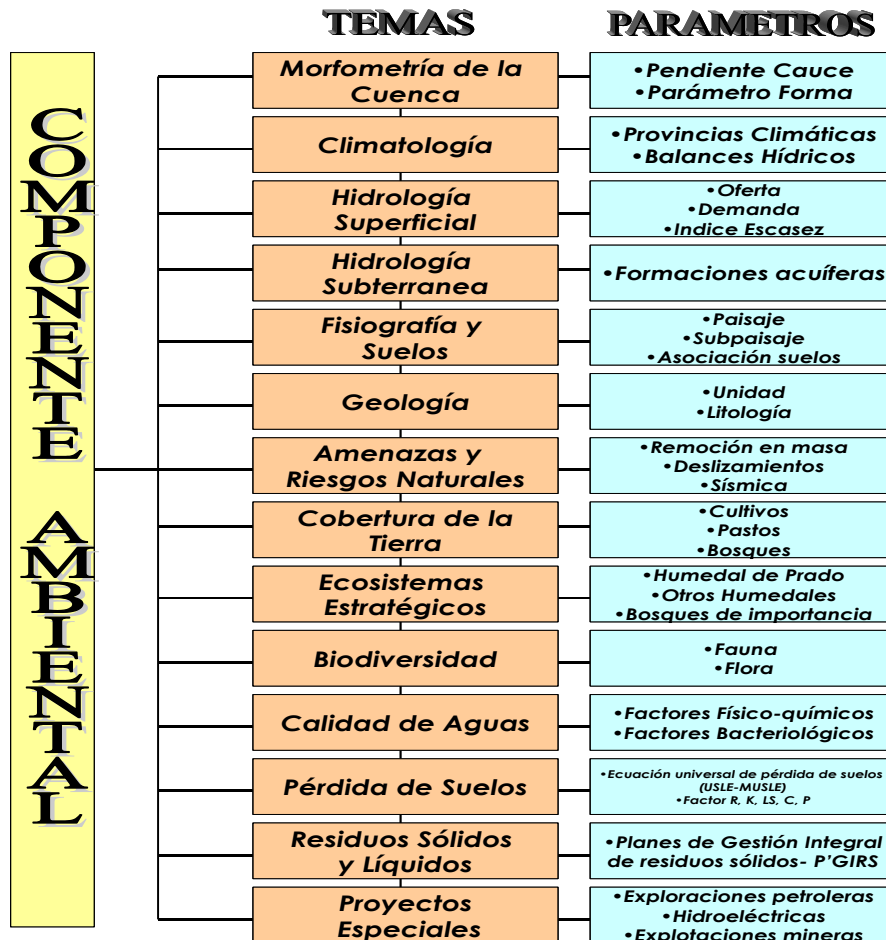 TEMAS
PARAMETROS
COMPONENTE AMBIENTAL
Morfometría de la
Cuenca
•Pendiente Cauce
•Parámetro Forma
Climatología
•Provincias Climáticas
•Balances Hídricos
Hidrología
Superficial
•Oferta
•Demanda
•Indice Escasez
Hidrología
Subterranea
•Formaciones acuíferas
Fisiografía y
Suelos
•Paisaje
•Subpaisaje
•Asociación suelos
Geología
•Unidad
•Litología
Amenazas y
Riesgos Naturales
•Remoción en masa
•Deslizamientos
•Sísmica
Cobertura de la
Tierra
•Cultivos
•Pastos
•Bosques
Ecosistemas
Estratégicos
•Humedal de Prado
•Otros Humedales
•Bosques de importancia
Biodiversidad
•Fauna
•Flora
Calidad de Aguas
•Factores Físico-químicos
•Factores Bacteriológicos
Pérdida de Suelos
•Ecuación universal de pérdida de suelos
(USLE-MUSLE)
•Factor R, K, LS, C, P
Residuos Sólidos
y Líquidos
•Planes de Gestión Integral
de residuos sólidos- P'GIRS
Proyectos
Especiales
•Exploraciones petroleras
•Hidroeléctricas
•Explotaciones mineras